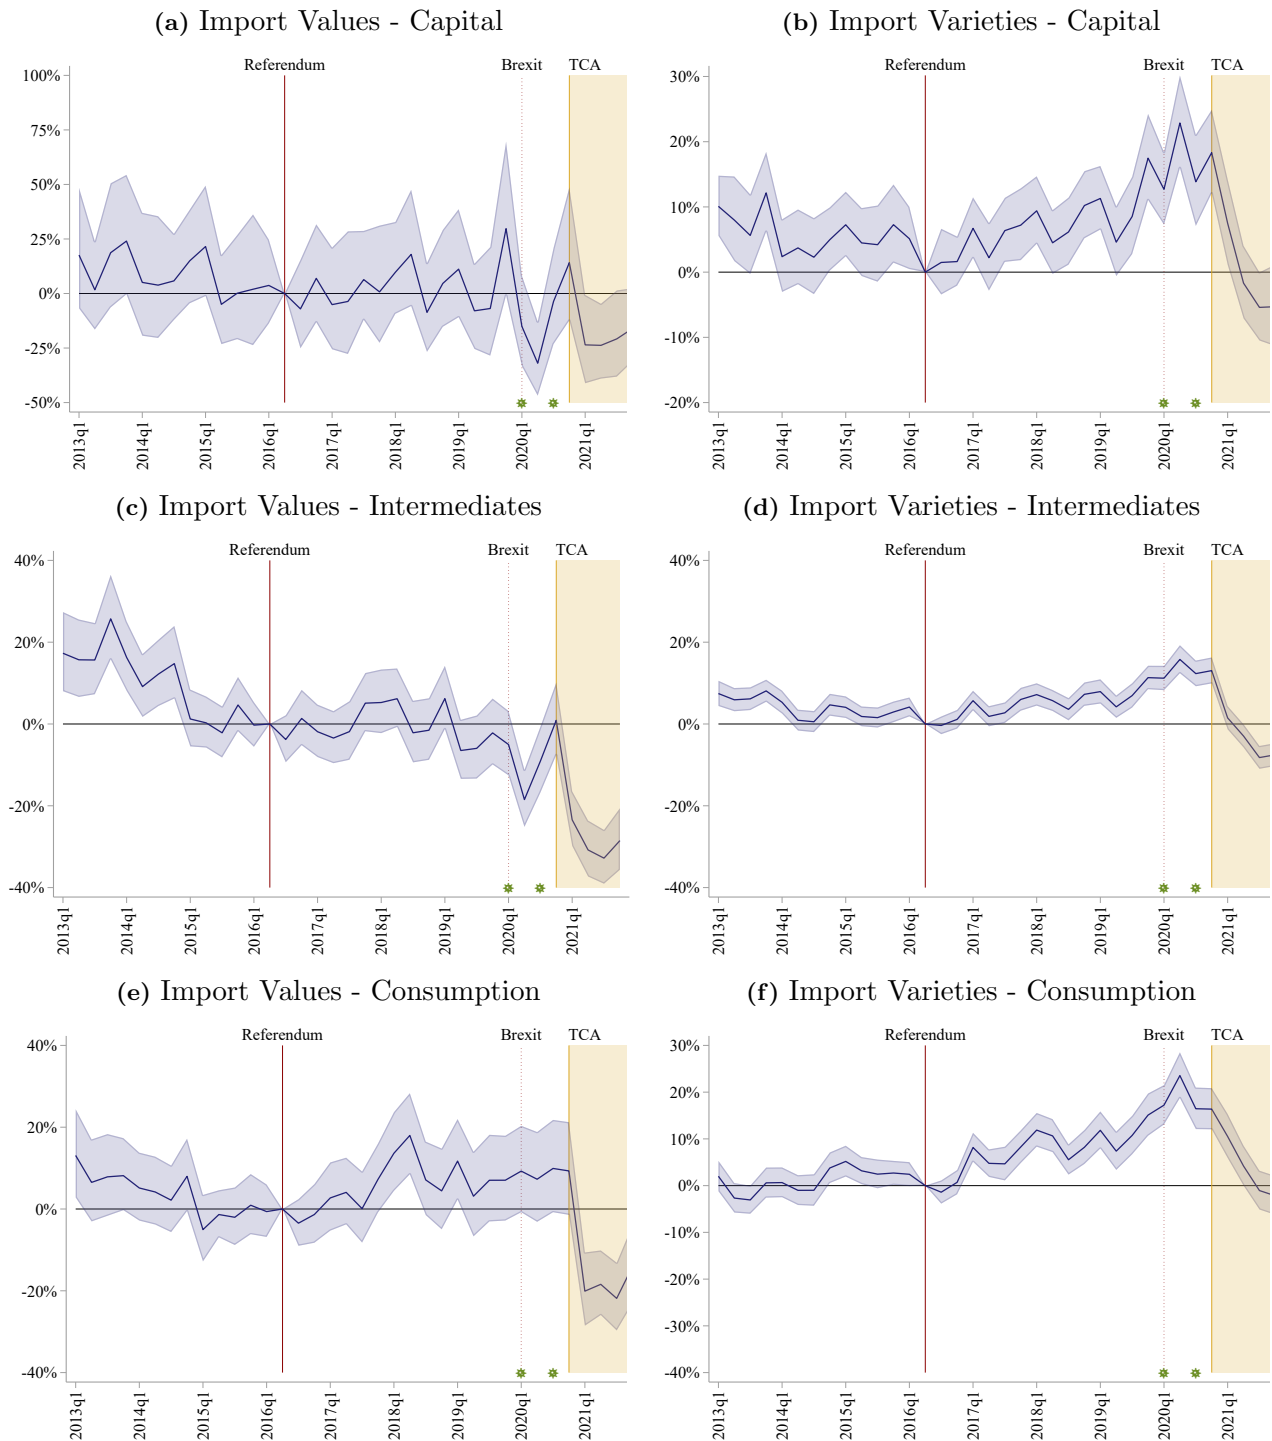 (a) Import Values - Capital
Referendum
Brexit
TCA
100%
75%
50%
25%
0%
-25%
-50%
2013q1
2014q1
2015q1
2016q1
2017q1
2018q1
2019q1
2020q1
2021q1
(b) Import Varieties - Capital
Referendum
Brexit
TCA
30%
20%
10%
0%
-10%
-20%
2013q1
2014q1
2015q1
2016q1
2017q1
2018q1
2019q1
2020q1
2021q1
(c) Import Values - Intermediates
Referendum
Brexit
TCA
40%
20%
0%
-20%
-40%
2013q1
2014q1
2015q1
2016q1
2017q1
2018q1
2019q1
2020q1
2021q1
(d) Import Varieties - Intermediates
Referendum
Brexit
TCA
40%
20%
0%
-20%
-40%
2013q1
2014q1
2015q1
2016q1
2017q1
2018q1
2019q1
2020q1
2021q1
(e) Import Values - Consumption
Referendum
Brexit
TCA
40%
20%
0%
-20%
-40%
2013q1
2014q1
2015q1
2016q1
2017q1
2018q1
2019q1
2020q1
2021q1
(f) Import Varieties - Consumption
Referendum
Brexit
TCA
30%
20%
10%
0%
-10%
-20%
-30%
-40%
2013q1
2014q1
2015q1
2016q1
2017q1
2018q1
2019q1
2020q1
2021q1